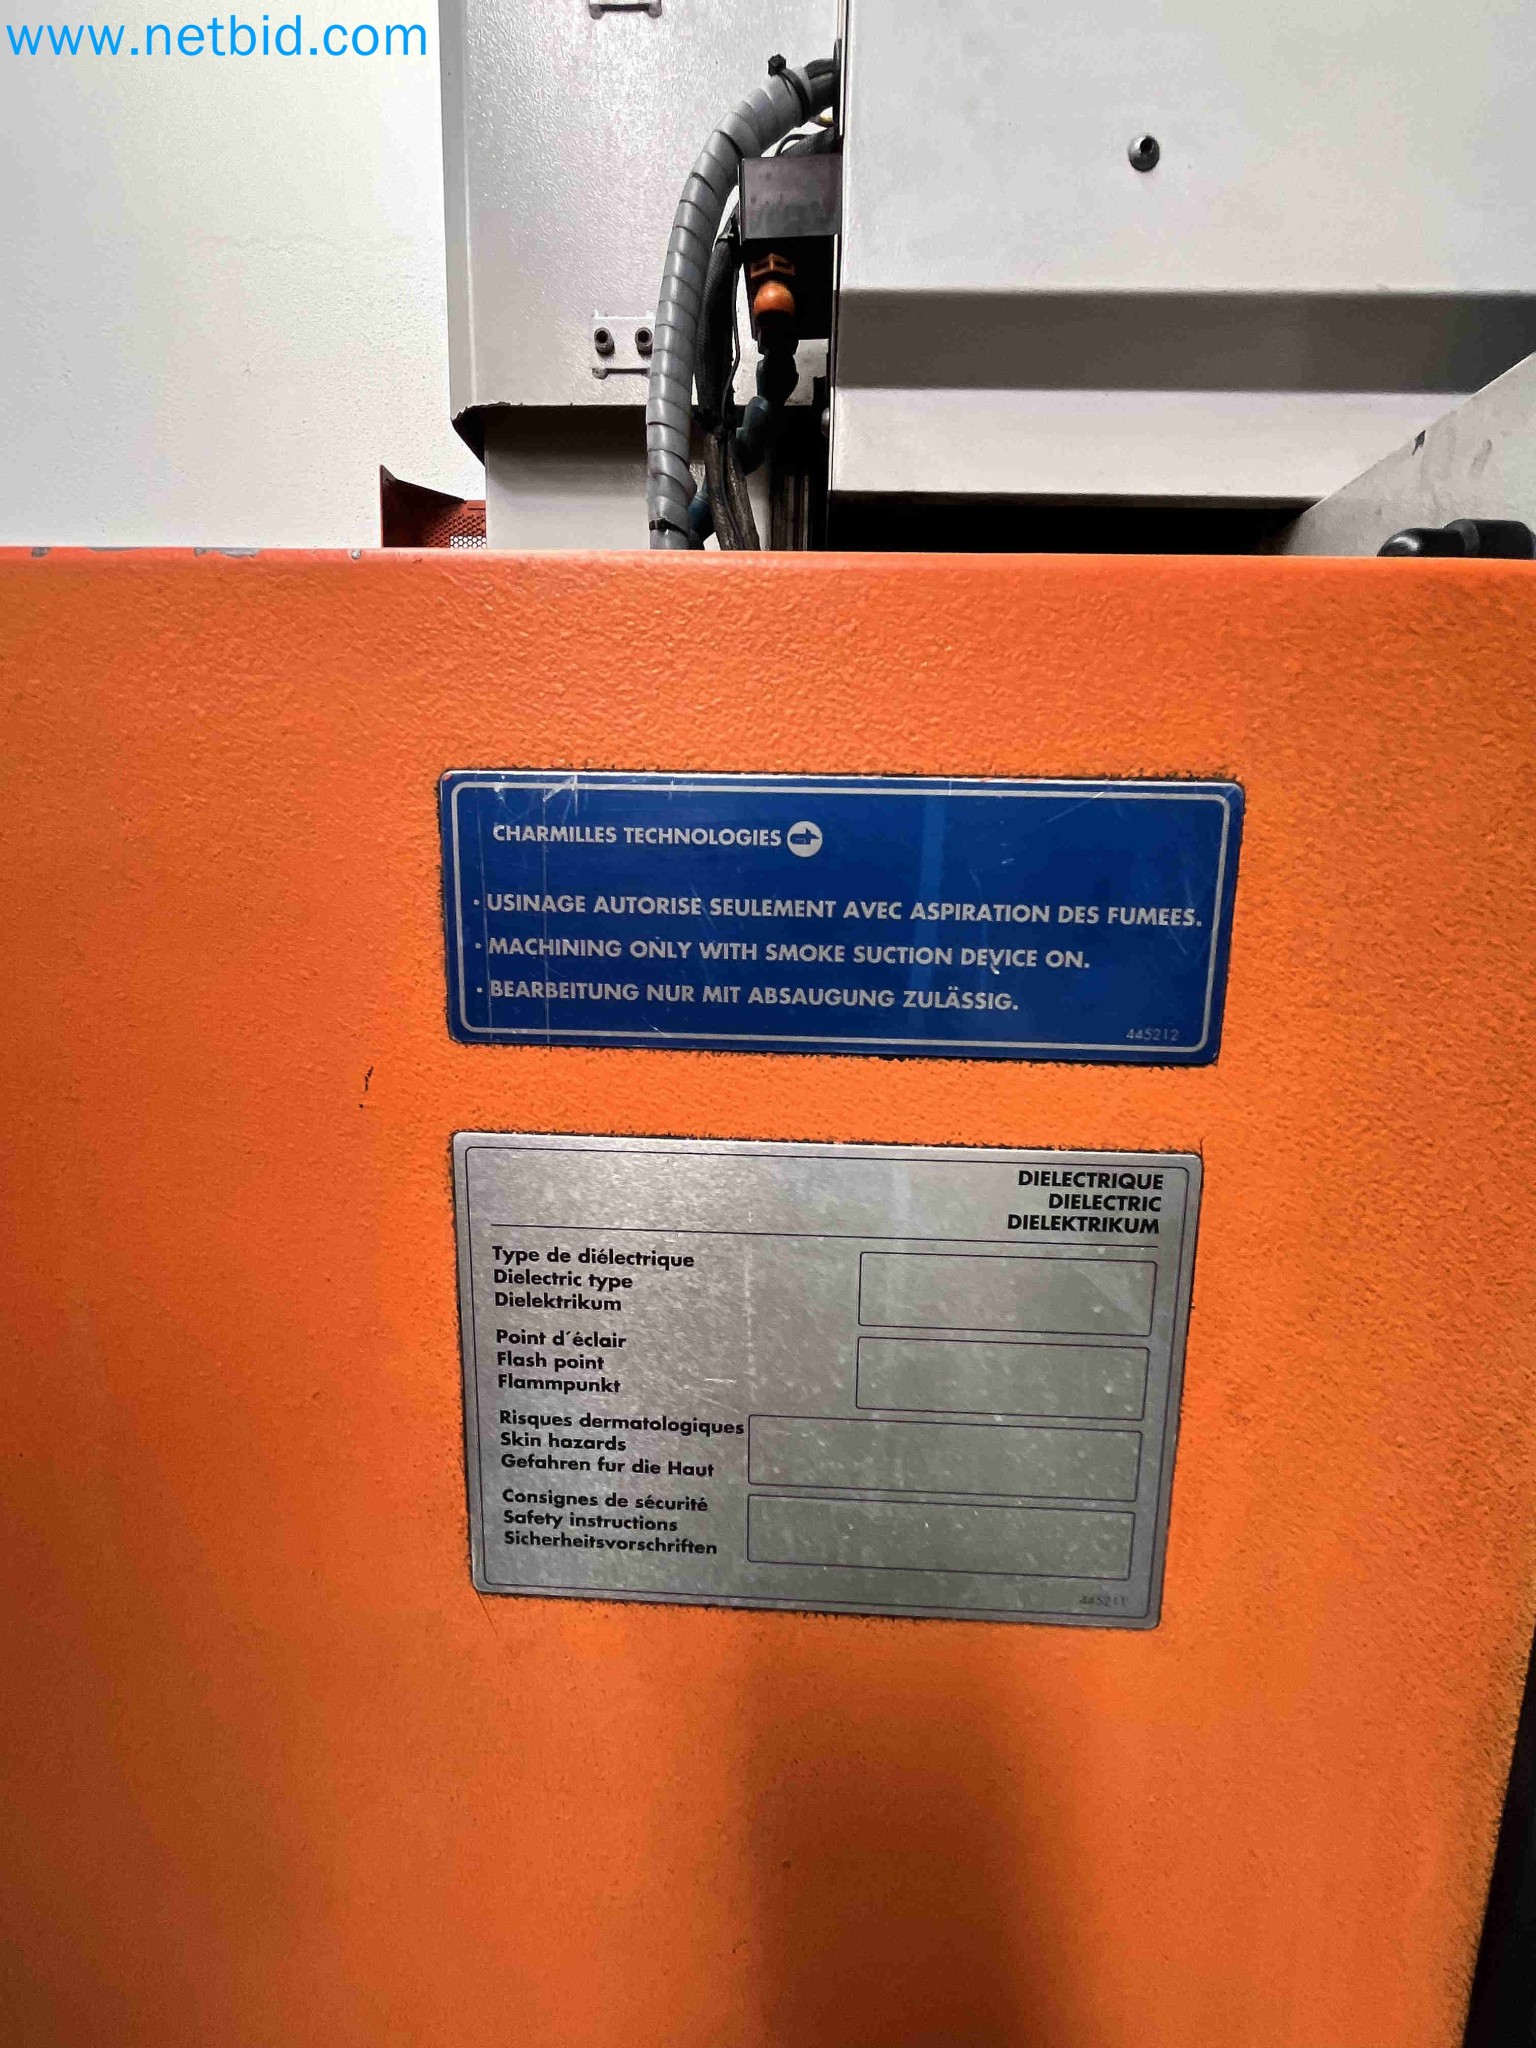 www.netbid.com
CHARMILLES TECHNOLOGIES
• USINAGE AUTORISE SEULEMENT AVEC ASPIRATION DES FUMEES.
• MACHINING ONLY WITH SMOKE SUCTION DEVICE ON.
• BEARBEITUNG NUR MIT ABSAUGUNG ZULÄSSIG.
445212
DIELECTRIQUE
DIELECTRIC
DIELEKTRIKUM
Type de diélectrique
Dielectric type
Dielektrikum
Point d´éclair
Flash point
Flammpunkt
Risques dermatologiques
Skin hazards
Gefahren fur die Haut
Consignes de sécurité
Safety instructions
Sicherheitsvorschriften
445211